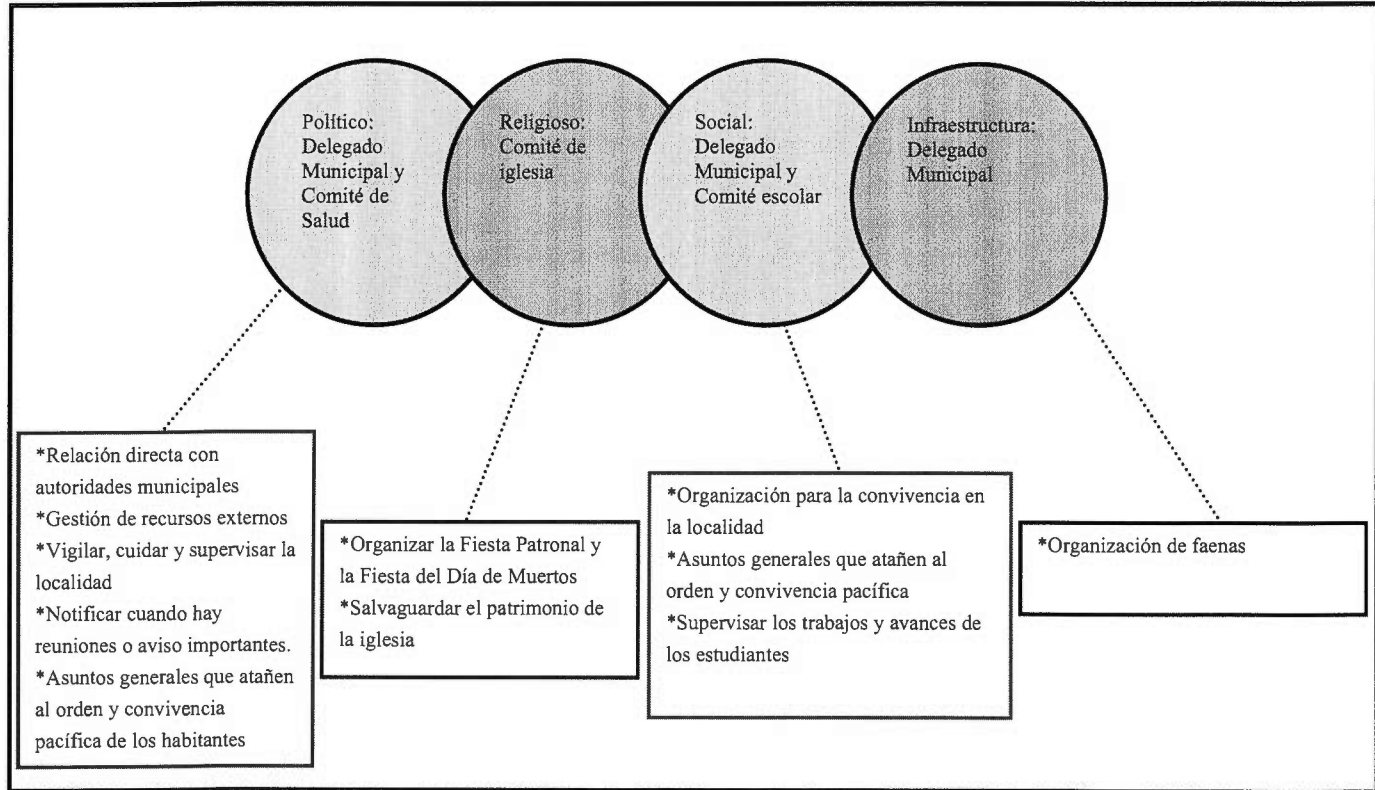 Político:
Delegado
Municipal y
Comité de
Salud
Religioso:
Comité de
iglesia
Social:
Delegado
Municipal y
Comité escolar
Infraestructura:
Delegado
Municipal
*Relación directa con
autoridades municipales
*Gestión de recursos externos
*Vigilar, cuidar y supervisar la
localidad
*Notificar cuando hay
reuniones o aviso importantes.
*Asuntos generales que atañen
al orden y convivencia
pacífica de los habitantes
*Organizar la Fiesta Patronal y
la Fiesta del Día de Muertos
*Salvaguardar el patrimonio de
la iglesia
*Organización para la convivencia en
la localidad
*Asuntos generales que atañen al
orden y convivencia pacífica
*Supervisar los trabajos y avances de
los estudiantes
*Organización de faenas